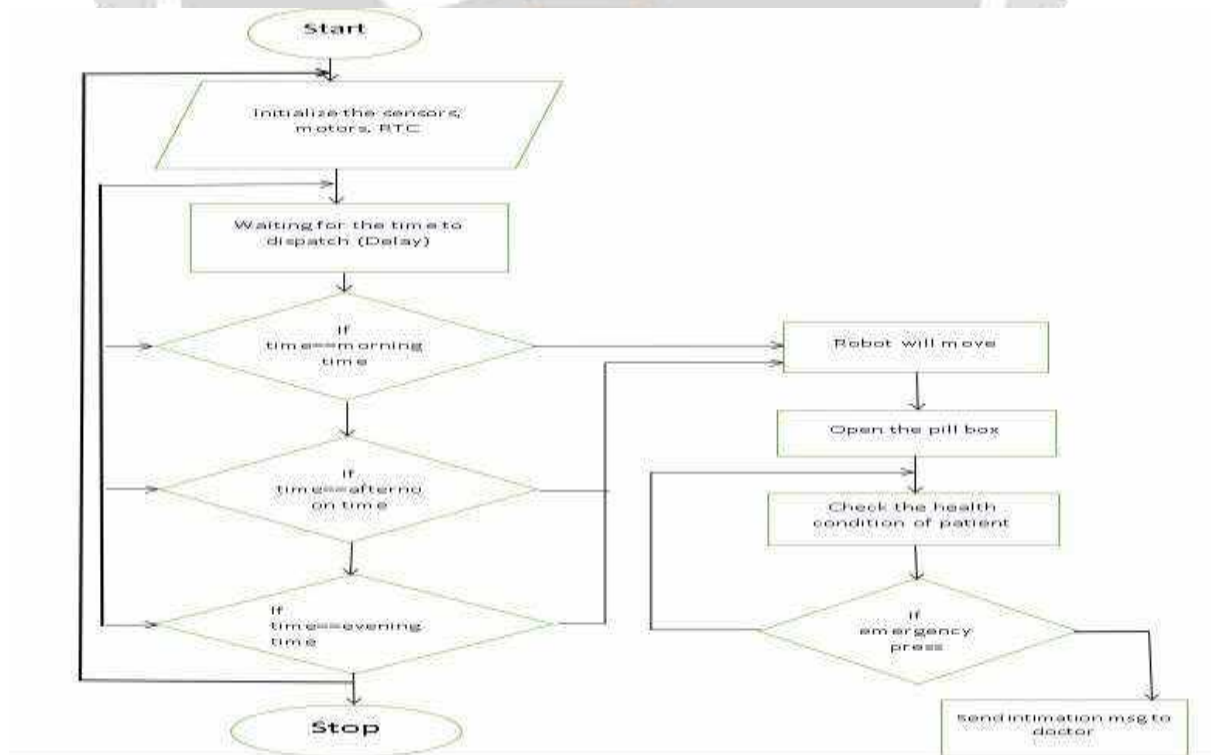 Start
Initialize the sensors,
motors, RTC
Waiting for the time to
dispatch (Delay)
If
time==morning
time
If
time==afterno
on time
If
time==evening
time
Stop
Robot will move
Open the pill box
Check the health
condition of patient
If
emergency
press
Send intimation msg to
doctor